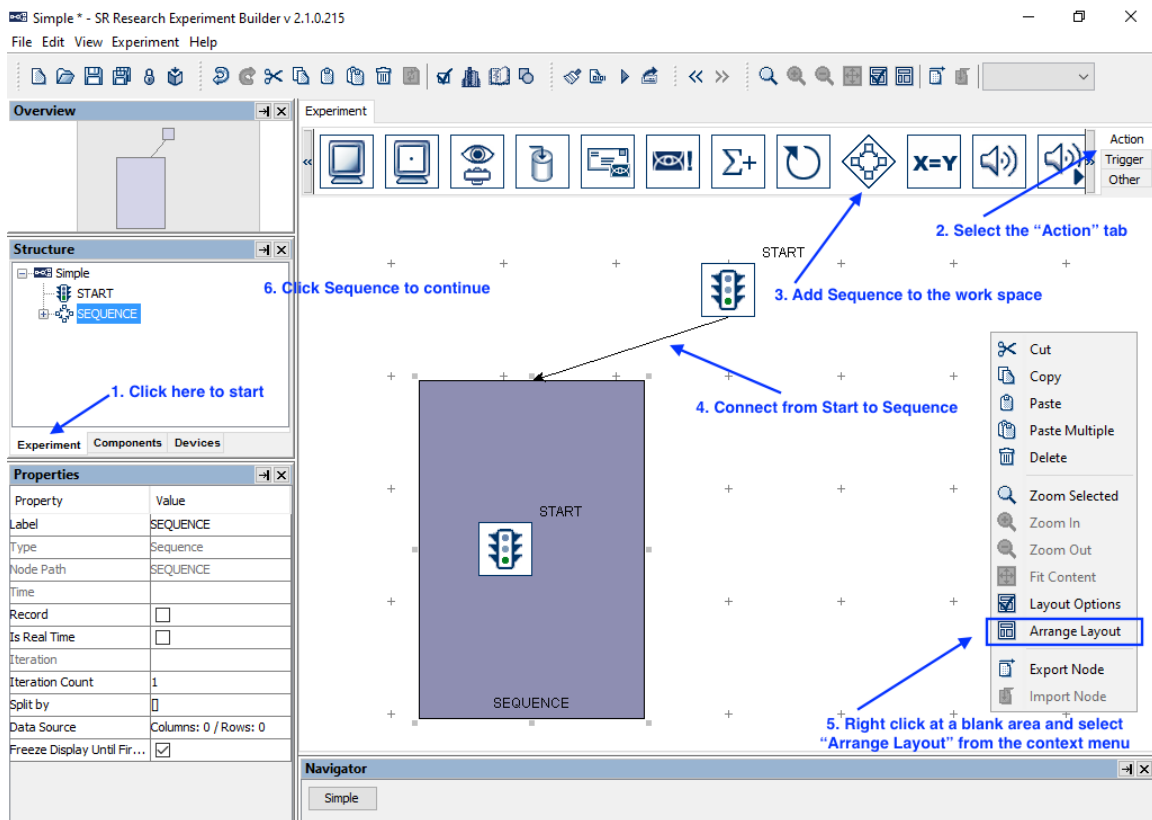 Simple * - SR Research Experiment Builder v 2.1.0.215
File Edit View Experiment Help
Overview
Experiment
X=Y
Action
Trigger
Other
2. Select the “Action” tab
Structure
Simple
START
SEQUENCE
6. Click Sequence to continue
START
3. Add Sequence to the work space
1. Click here to start
4. Connect from Start to Sequence
Experiment Components Devices
Cut
Copy
Paste
Paste Multiple
Delete
Zoom Selected
Zoom In
Zoom Out
Fit Content
Layout Options
Arrange Layout
Export Node
Import Node
5. Right click at a blank area and select
“Arrange Layout” from the context menu
START
SEQUENCE
Properties
Property Value
Label SEQUENCE
Type Sequence
Node Path SEQUENCE
Time
Record
Is Real Time
Iteration
Iteration Count 1
Split by []
Data Source Columns: 0 / Rows: 0
Freeze Display Until Fir...
Navigator
Simple